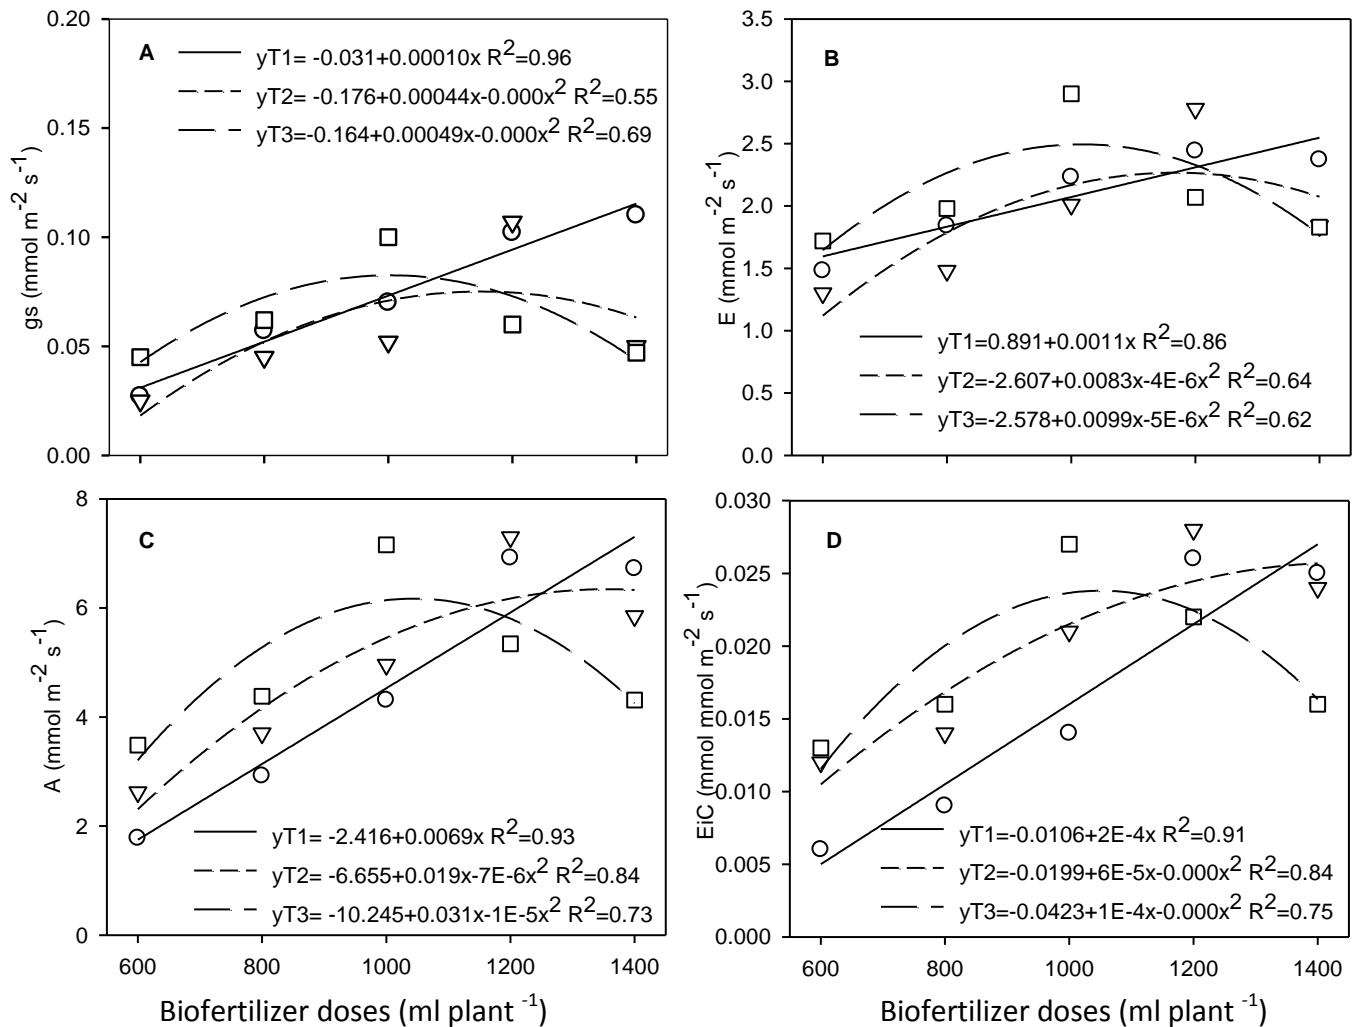 A
yT1= -0.031+0.00010x R2=0.96
yT2= -0.176+0.00044x-0.000x2 R2=0.55
yT3=-0.164+0.00049x-0.000x2 R2=0.69
0.20
0.15
0.10
0.05
0.00
gs (mmol m-2 s-1)
B
3.5
3.0
2.5
2.0
1.5
1.0
0.5
0.0
E (mmol m-2 s-1)
yT1=0.891+0.0011x R2=0.86
yT2=-2.607+0.0083x-4E-6x2 R2=0.64
yT3=-2.578+0.0099x-5E-6x2 R2=0.62
C
8
6
4
2
0
A (mmol m-2 s-1)
yT1= -2.416+0.0069x R2=0.93
yT2= -6.655+0.019x-7E-6x2 R2=0.84
yT3= -10.245+0.031x-1E-5x2 R2=0.73
600 800 1000 1200 1400
Biofertilizer doses (ml plant -1)
D
0.030
0.025
0.020
0.015
0.010
0.005
0.000
EiC (mmol mmol m-2 s-1)
yT1=-0.0106+2E-4x R2=0.91
yT2=-0.0199+6E-5x-0.000x2 R2=0.84
yT3=-0.0423+1E-4x-0.000x2 R2=0.75
600 800 1000 1200 1400
Biofertilizer doses (ml plant -1)